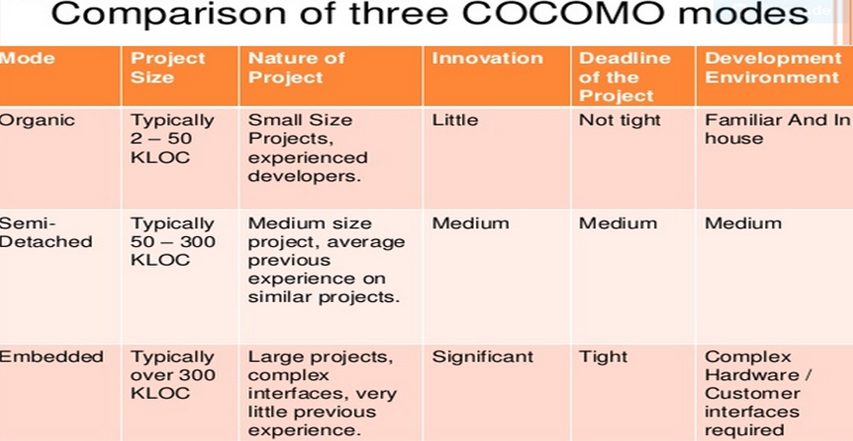 Comparison of three COCOMO modes
Mode
Project
Size
Nature of
Project
Innovation
Deadline
of the
Project
Development
Environment
Organic
Typically
2 – 50
KLOC
Small Size
Projects,
experienced
developers.
Little
Not tight
Familiar And In
house
Semi-
Detached
Typically
50 – 300
KLOC
Medium size
project, average
previous
experience on
similar projects.
Medium
Medium
Medium
Embedded
Typically
over 300
KLOC
Large projects,
complex
interfaces, very
little previous
experience.
Significant
Tight
Complex
Hardware /
Customer
interfaces
required